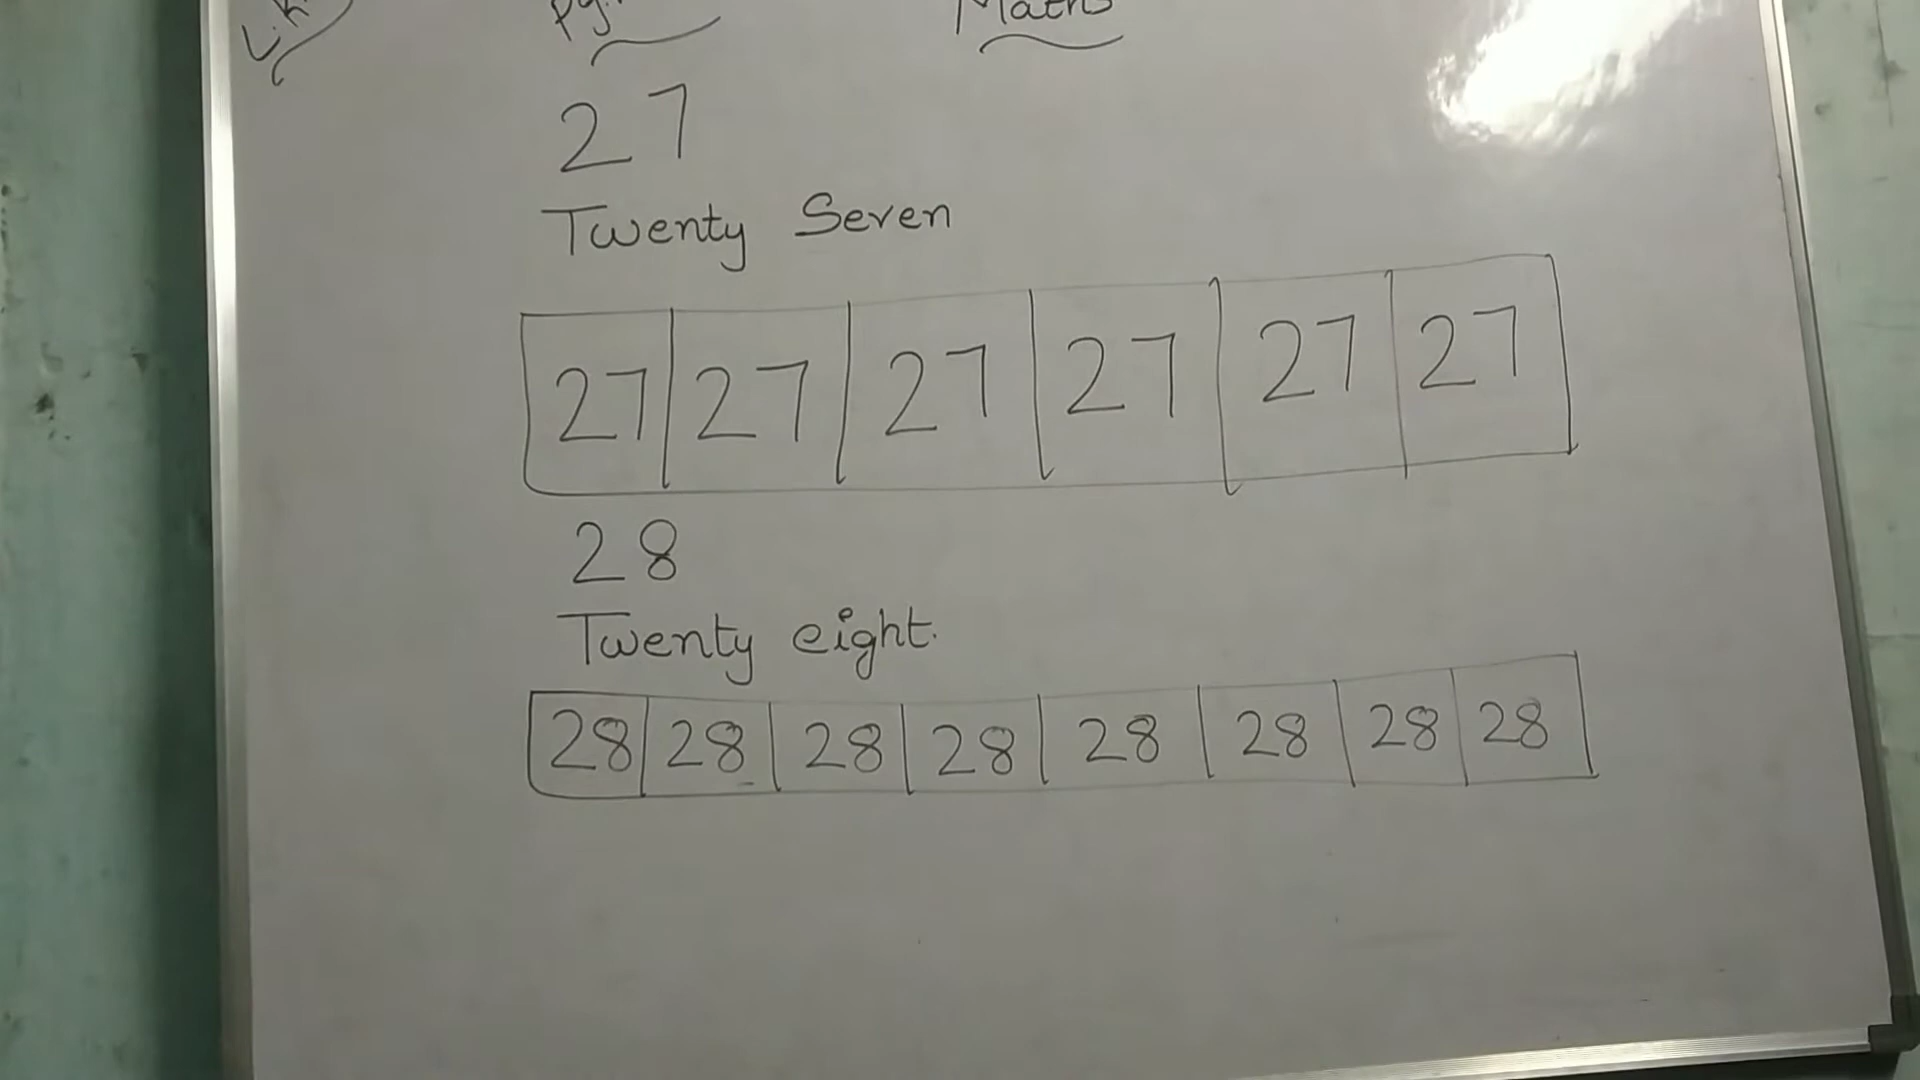 Maths
27
Twenty Seven
27 27 27 27 27 27
28
Twenty eight.
28 28 28 28 28 28 28 28